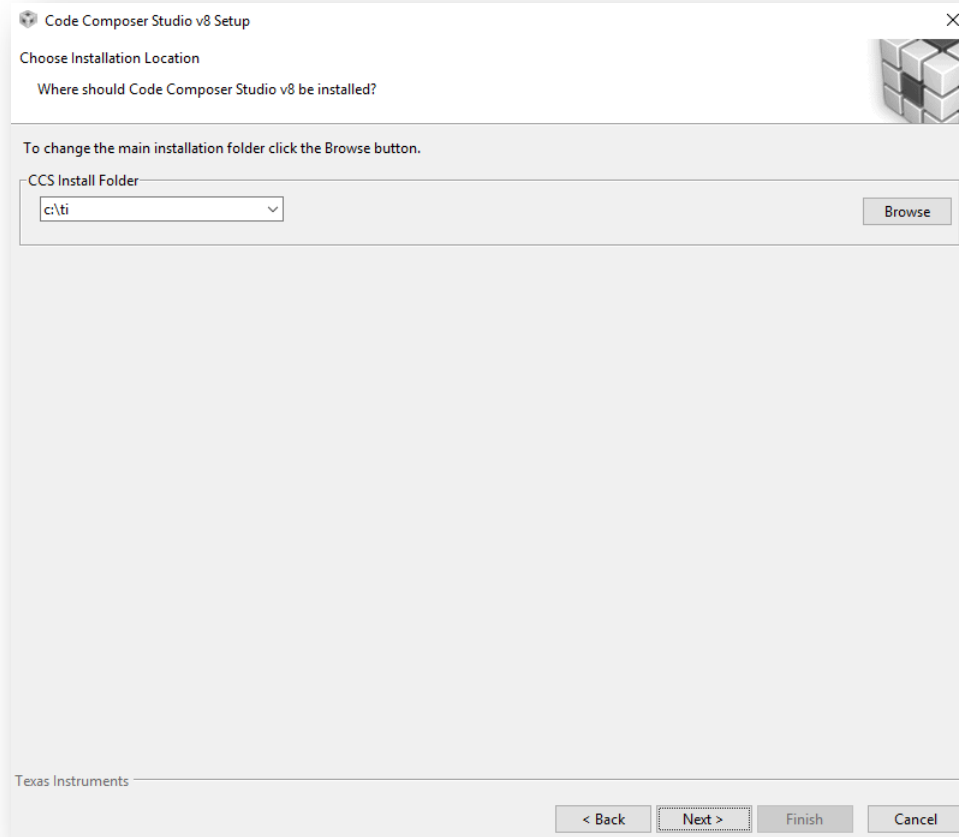 Code Composer Studio v8 Setup
Choose Installation Location
Where should Code Composer Studio v8 be installed?
To change the main installation folder click the Browse button.
CCS Install Folder
c:\ti
Browse
Texas Instruments
< Back
Next >
Finish
Cancel